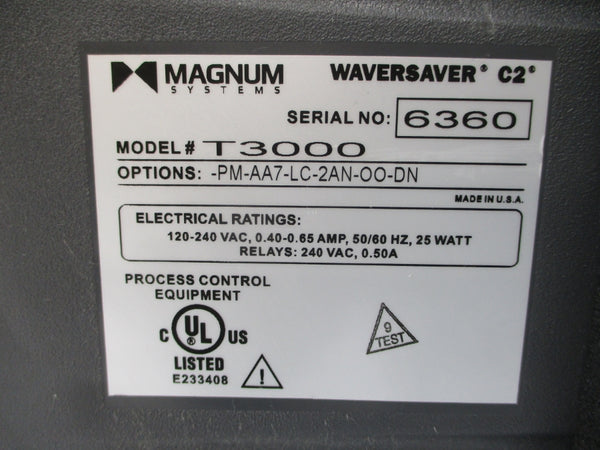 MAGNUM
SYSTEMS
WAVERSAVER® C2®
SERIAL NO: 6360
MODEL # T3000
OPTIONS: -PM-AA7-LC-2AN-OO-DN
MADE IN U.S.A.
ELECTRICAL RATINGS:
120-240 VAC, 0.40-0.65 AMP, 50/60 HZ, 25 WATT
RELAYS: 240 VAC, 0.50A
PROCESS CONTROL
EQUIPMENT
C UL® US
LISTED
E233408
!
9
TEST